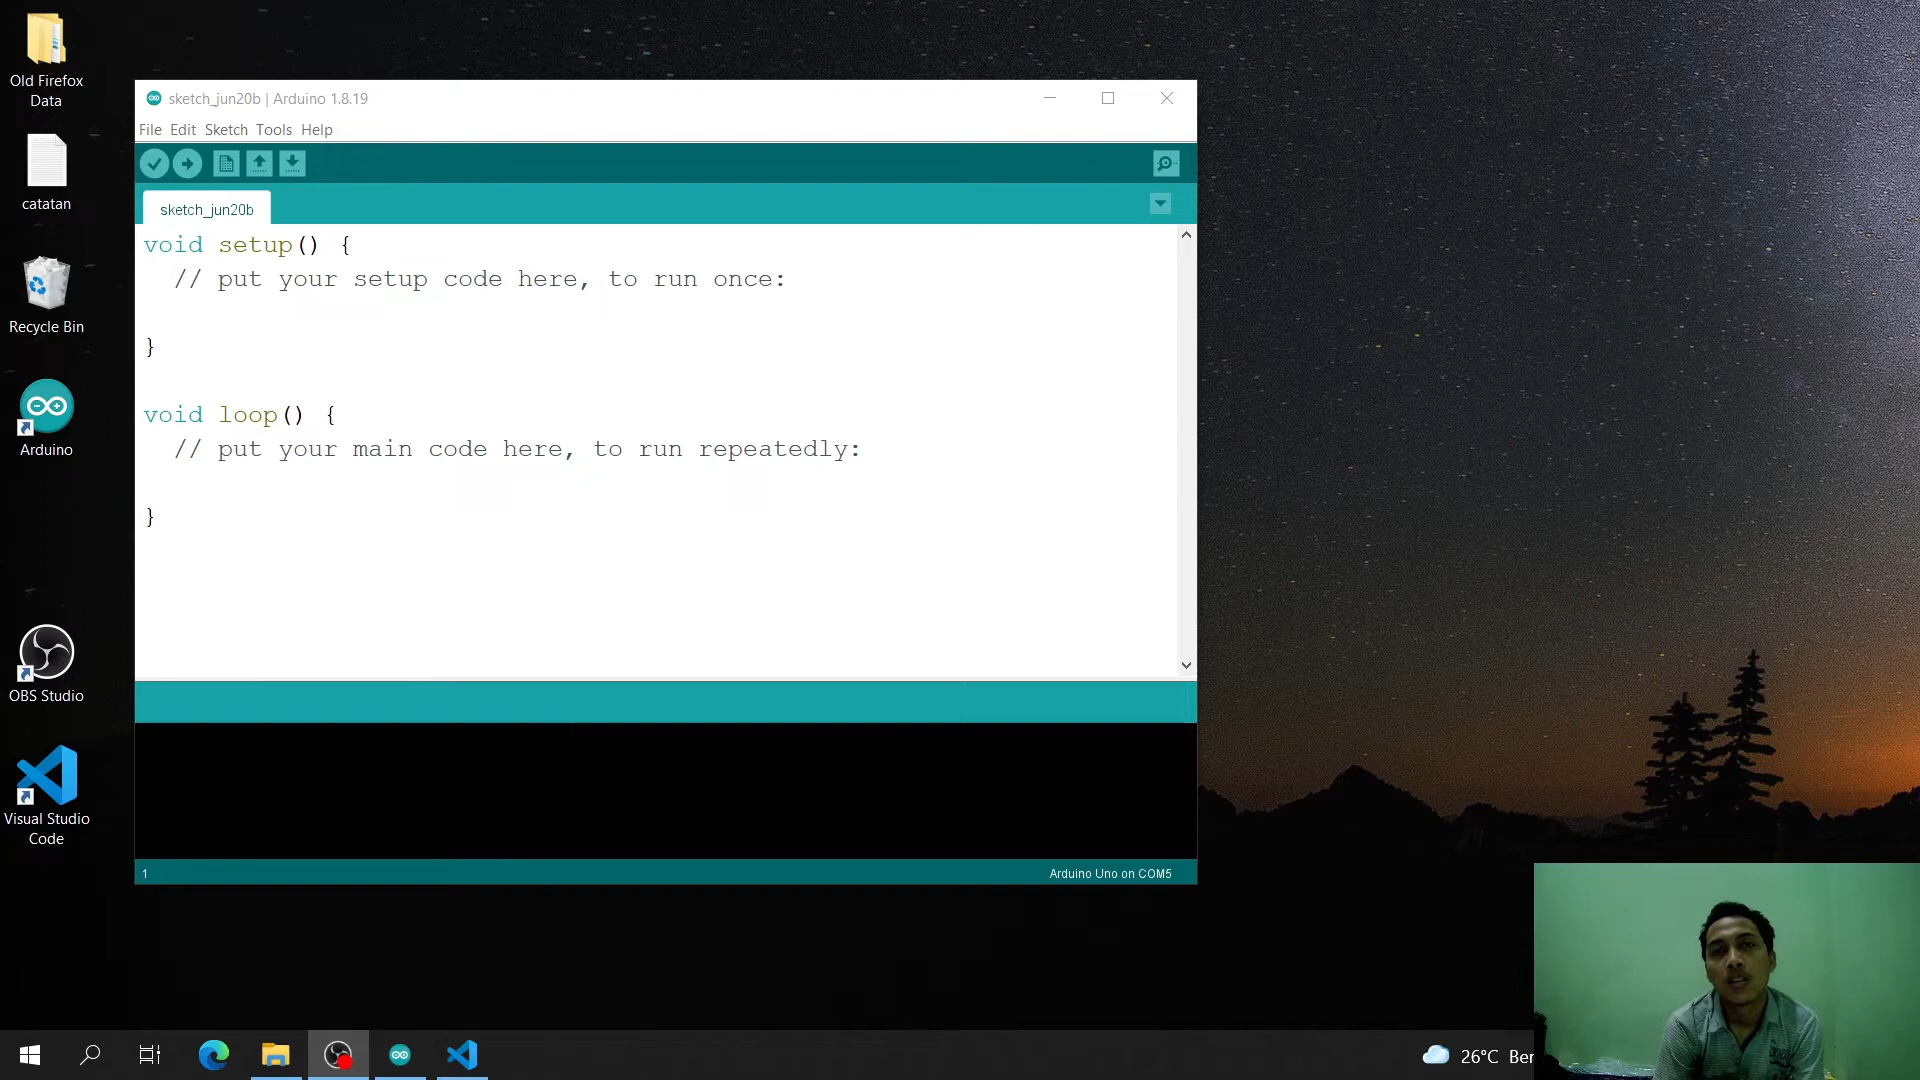 Old Firefox
Data
catatan
Recycle Bin
Arduino
OBS Studio
Visual Studio
Code
sketch_jun20b | Arduino 1.8.19
File Edit Sketch Tools Help
sketch_jun20b
void setup() {
// put your setup code here, to run once:
}
void loop() {
// put your main code here, to run repeatedly:
}
1
Arduino Uno on COM5
26°C Ber